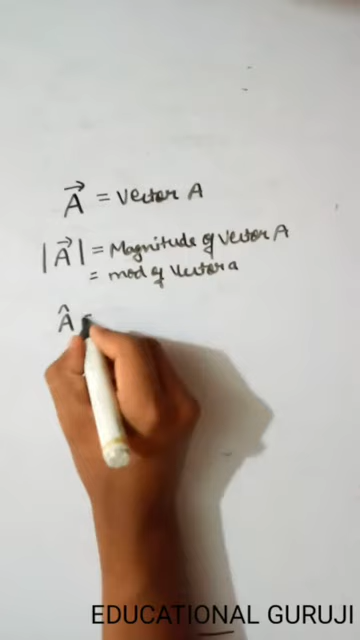 A⃗ = Vector A
|A⃗| = Magnitude of Vector A
= mod of Vector a
Â =
EDUCATIONAL GURUJI